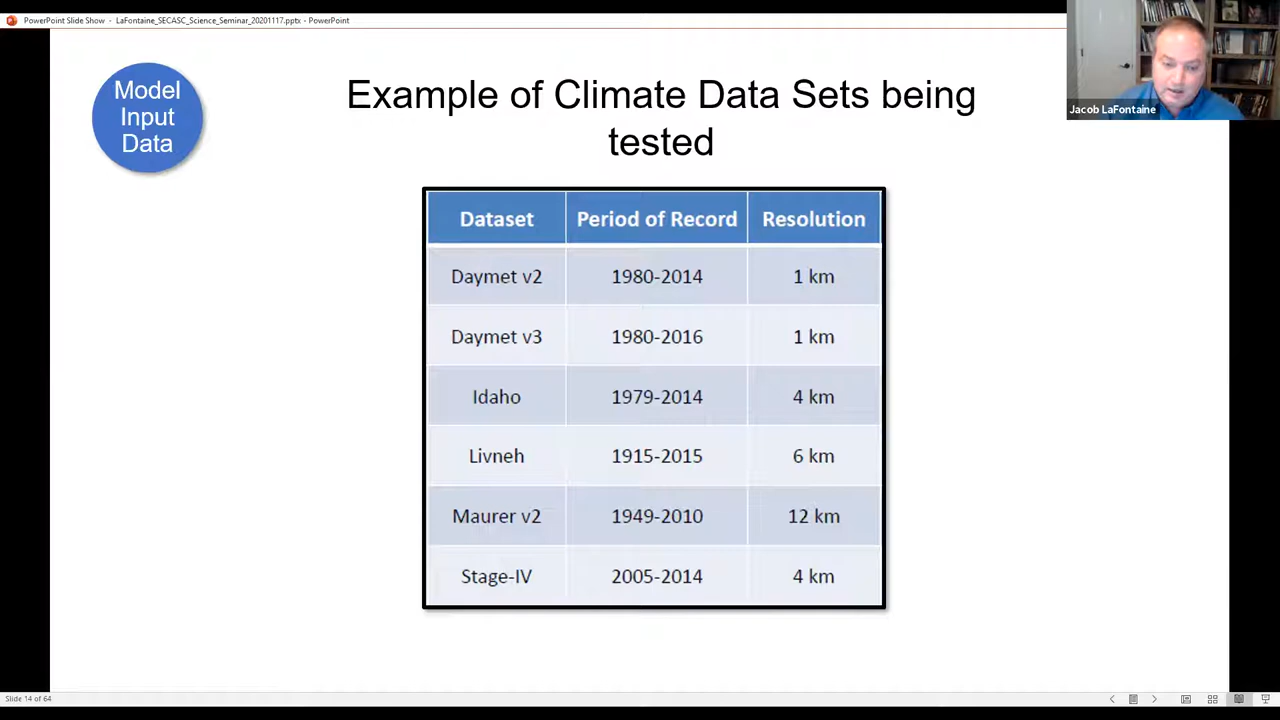 PowerPoint Slide Show - LaFontaine_SECASC_Science_Seminar_20201117.pptx - PowerPoint
Jacob LaFontaine
Model
Input
Data
Example of Climate Data Sets being
tested
Dataset Period of Record Resolution
Daymet v2 1980-2014 1 km
Daymet v3 1980-2016 1 km
Idaho 1979-2014 4 km
Livneh 1915-2015 6 km
Maurer v2 1949-2010 12 km
Stage-IV 2005-2014 4 km
Slide 14 of 64